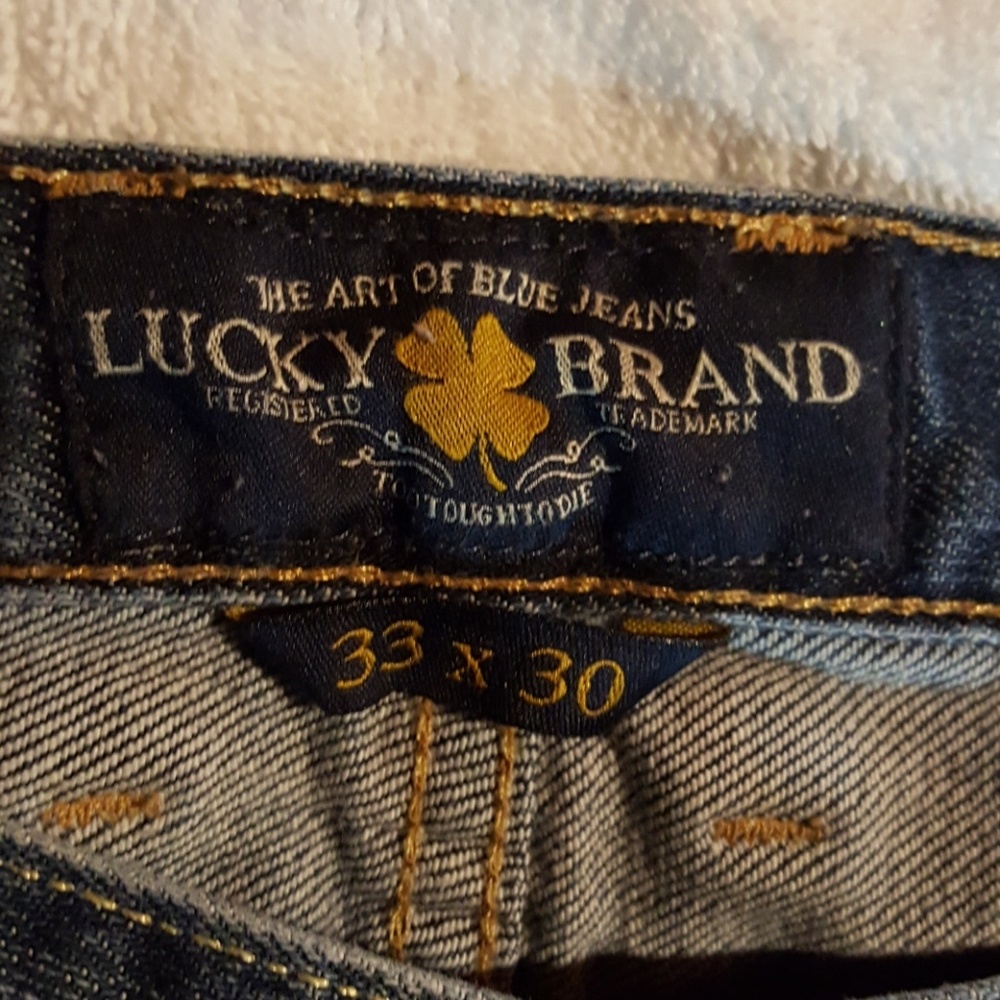 THE ART OF BLUE JEANS
LUCKY BRAND
REGISTERED TRADEMARK
TOO TOUGH TO DIE
33 X 30